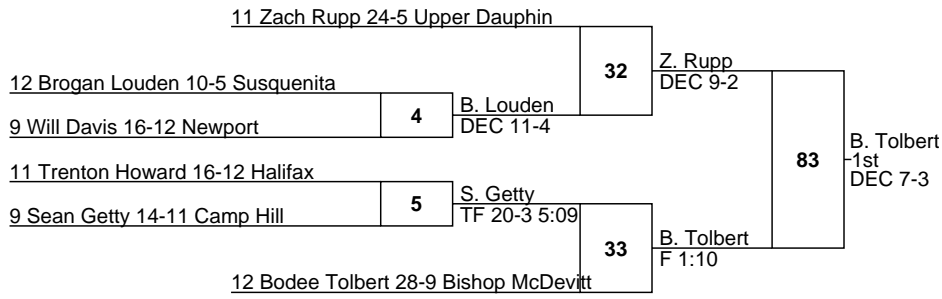 11 Zach Rupp 24-5 Upper Dauphin
32
Z. Rupp
DEC 9-2
12 Brogan Louden 10-5 Susquenita
4
B. Louden
DEC 11-4
9 Will Davis 16-12 Newport
83
B. Tolbert
1st
DEC 7-3
11 Trenton Howard 16-12 Halifax
5
S. Getty
TF 20-3 5:09
9 Sean Getty 14-11 Camp Hill
33
B. Tolbert
F 1:10
12 Bodee Tolbert 28-9 Bishop McDevitt